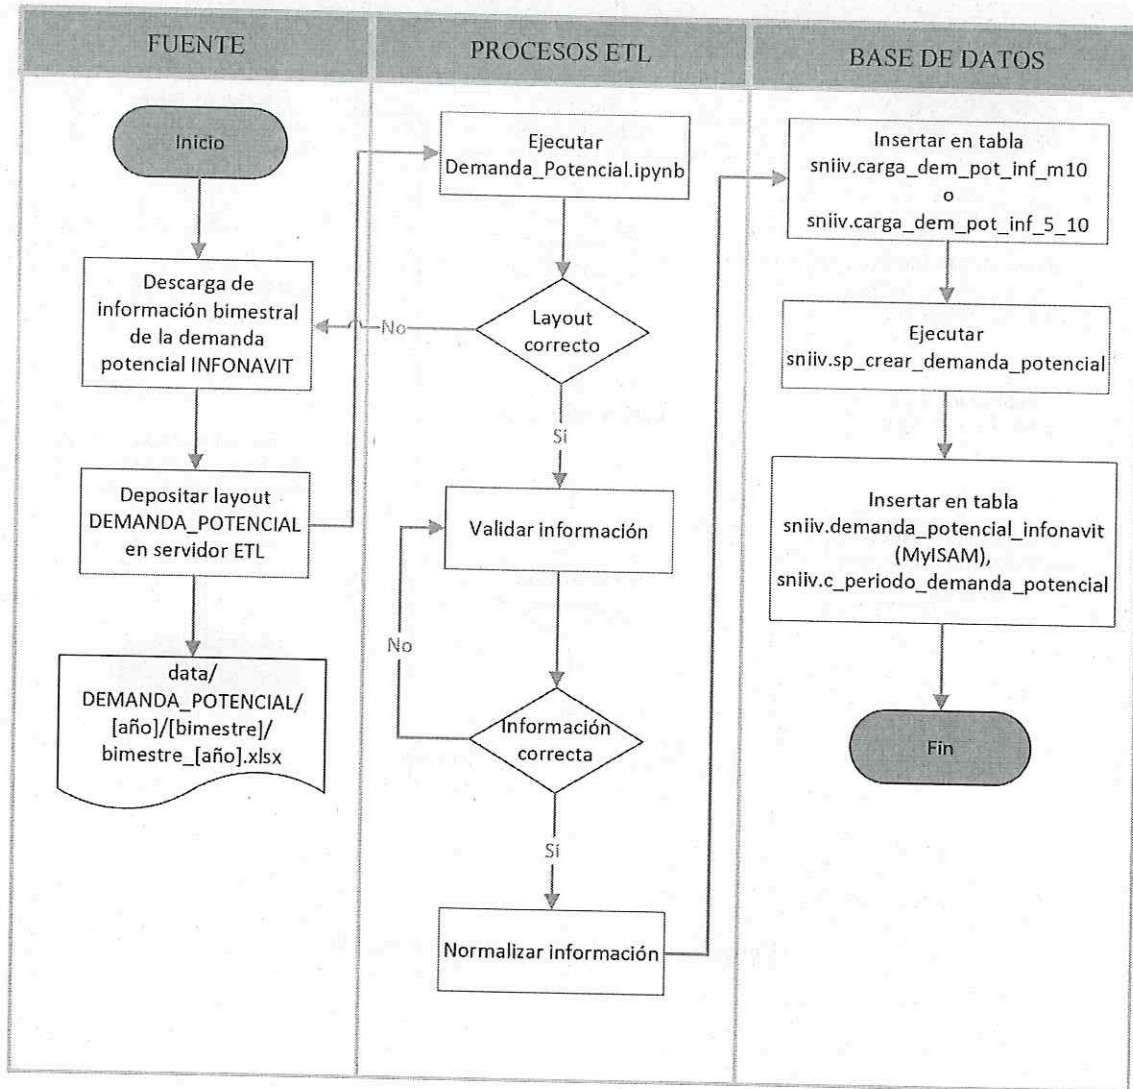 FUENTE
PROCESOS ETL
BASE DE DATOS
Inicio
Descarga de
información bimestral
de la demanda
potencial INFONAVIT
Depositar layout
DEMANDA_POTENCIAL
en servidor ETL
data/
DEMANDA_POTENCIAL/
[año]/[bimestre]/
bimestre_[año].xlsx
Ejecutar
Demanda_Potencial.ipynb
Layout
correcto
No
Sí
Validar información
No
Información
correcta
Sí
Normalizar información
Insertar en tabla
sniiv.carga_dem_pot_inf_m10
o
sniiv.carga_dem_pot_inf_5_10
Ejecutar
sniiv.sp_crear_demanda_potencial
Insertar en tabla
sniiv.demanda_potencial_infonavit
(MyISAM),
sniiv.c_periodo_demanda_potencial
Fin